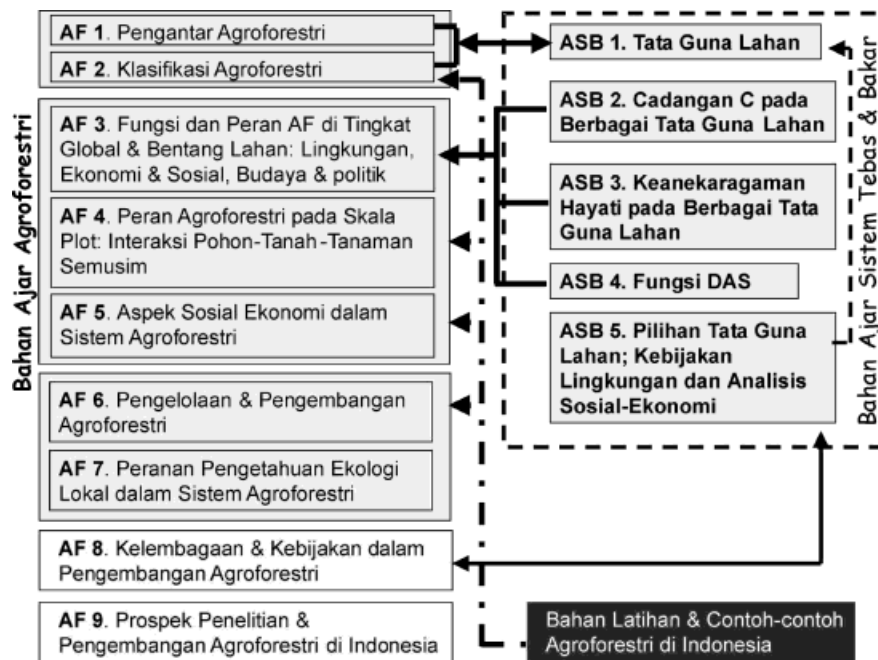 Bahan Ajar Agroforestri
AF 1. Pengantar Agroforestri
AF 2. Klasifikasi Agroforestri
AF 3. Fungsi dan Peran AF di Tingkat
Global & Bentang Lahan: Lingkungan,
Ekonomi & Sosial, Budaya & politik
AF 4. Peran Agroforestri pada Skala
Plot: Interaksi Pohon-Tanah-Tanaman
Semusim
AF 5. Aspek Sosial Ekonomi dalam
Sistem Agroforestri
AF 6. Pengelolaan & Pengembangan
Agroforestri
AF 7. Peranan Pengetahuan Ekologi
Lokal dalam Sistem Agroforestri
AF 8. Kelembagaan & Kebijakan dalam
Pengembangan Agroforestri
AF 9. Prospek Penelitian &
Pengembangan Agroforestri di Indonesia
ASB 1. Tata Guna Lahan
ASB 2. Cadangan C pada
Berbagai Tata Guna Lahan
ASB 3. Keanekaragaman
Hayati pada Berbagai Tata
Guna Lahan
ASB 4. Fungsi DAS
ASB 5. Pilihan Tata Guna
Lahan; Kebijakan
Lingkungan dan Analisis
Sosial-Ekonomi
Bahan Ajar Sistem Tebas & Bakar
Bahan Latihan & Contoh-contoh
Agroforestri di Indonesia